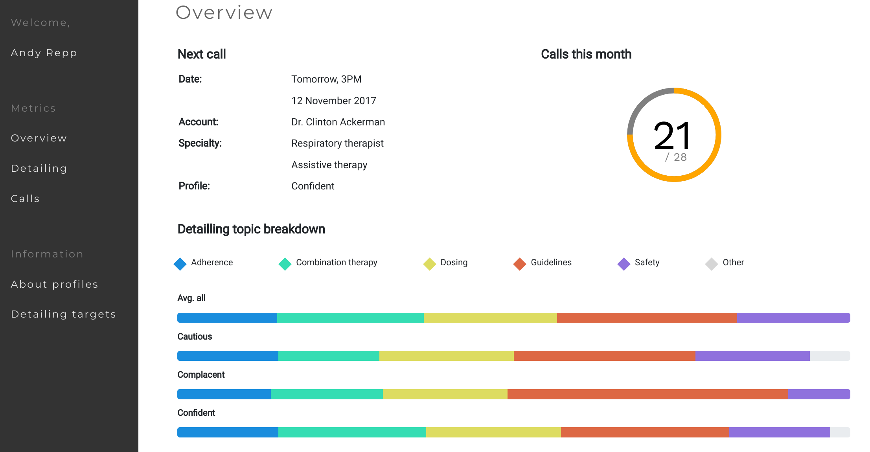 Welcome,
Andy Repp
Metrics
Overview
Detailing
Calls
Information
About profiles
Detailing targets
Overview
Next call
Date: Tomorrow, 3PM
12 November 2017
Account: Dr. Clinton Ackerman
Specialty: Respiratory therapist
Assistive therapy
Profile: Confident
Calls this month
21
/ 28
Detailling topic breakdown
Adherence Combination therapy Dosing Guidelines Safety Other
Avg. all
Cautious
Complacent
Confident